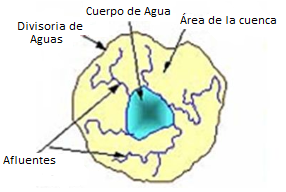 Cuerpo de Agua
Área de la cuenca
Divisoria de
Aguas
Afluentes